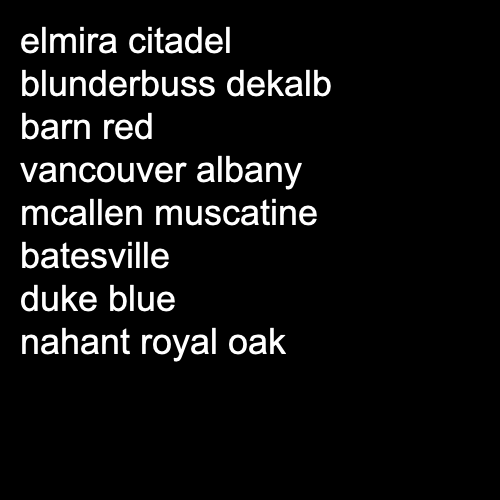 elmira citadel
blunderbuss dekalb
barn red
vancouver albany
mcallen muscatine
batesville
duke blue
nahant royal oak